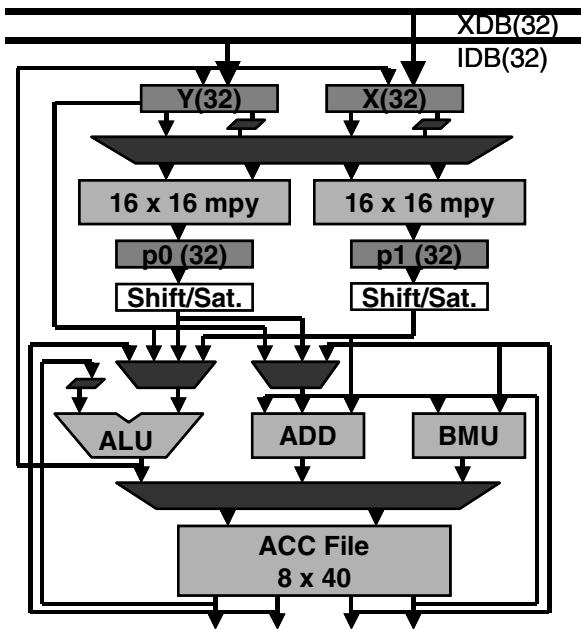 XDB(32)
IDB(32)
Y(32)
X(32)
16 x 16 mpy
16 x 16 mpy
p0 (32)
p1 (32)
Shift/Sat.
Shift/Sat.
ALU
ADD
BMU
ACC File
8 x 40